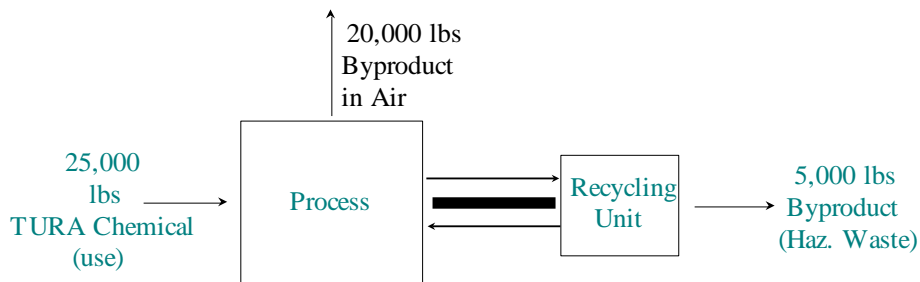 20,000 lbs
Byproduct
in Air
25,000
lbs
TURA Chemical
(use)
Process
Recycling
Unit
5,000 lbs
Byproduct
(Haz. Waste)